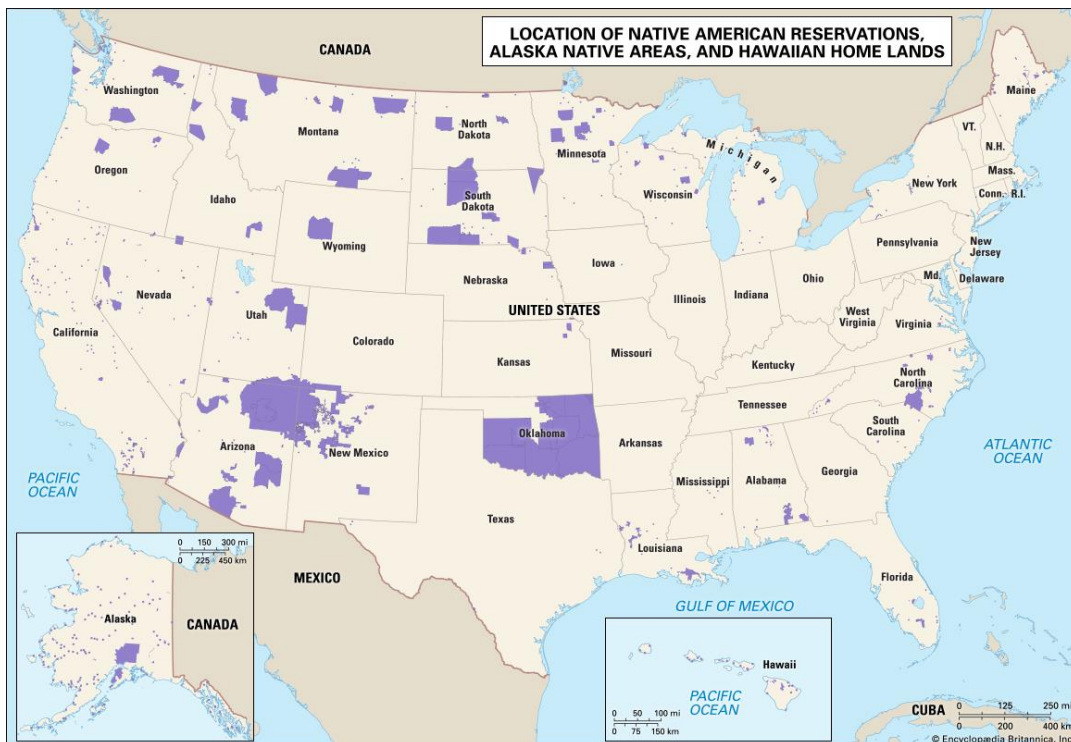 LOCATION OF NATIVE AMERICAN RESERVATIONS,
ALASKA NATIVE AREAS, AND HAWAIIAN HOME LANDS
CANADA
Washington
Maine
Montana
North
Dakota
Minnesota
Michigan
VT.
N.H.
Oregon
Mass.
Idaho
South
Dakota
Wisconsin
New York
Conn.
R.I.
Wyoming
Pennsylvania
New
Jersey
Iowa
Nebraska
Ohio
Md.
Delaware
Nevada
Utah
UNITED STATES
Illinois
Indiana
West
Virginia
Virginia
California
Colorado
Kansas
Missouri
Kentucky
North
Carolina
Tennessee
Oklahoma
Arkansas
South
Carolina
Arizona
New Mexico
ATLANTIC
OCEAN
PACIFIC
OCEAN
Mississippi
Alabama
Georgia
Texas
Louisiana
0 150 300 mi
0 225 450 km
MEXICO
Florida
GULF OF MEXICO
Alaska
CANADA
Hawaii
PACIFIC
OCEAN
0 50 100 mi
0 75 150 km
CUBA
0 125 250 mi
0 200 400 km
© Encyclopædia Britannica, Inc.